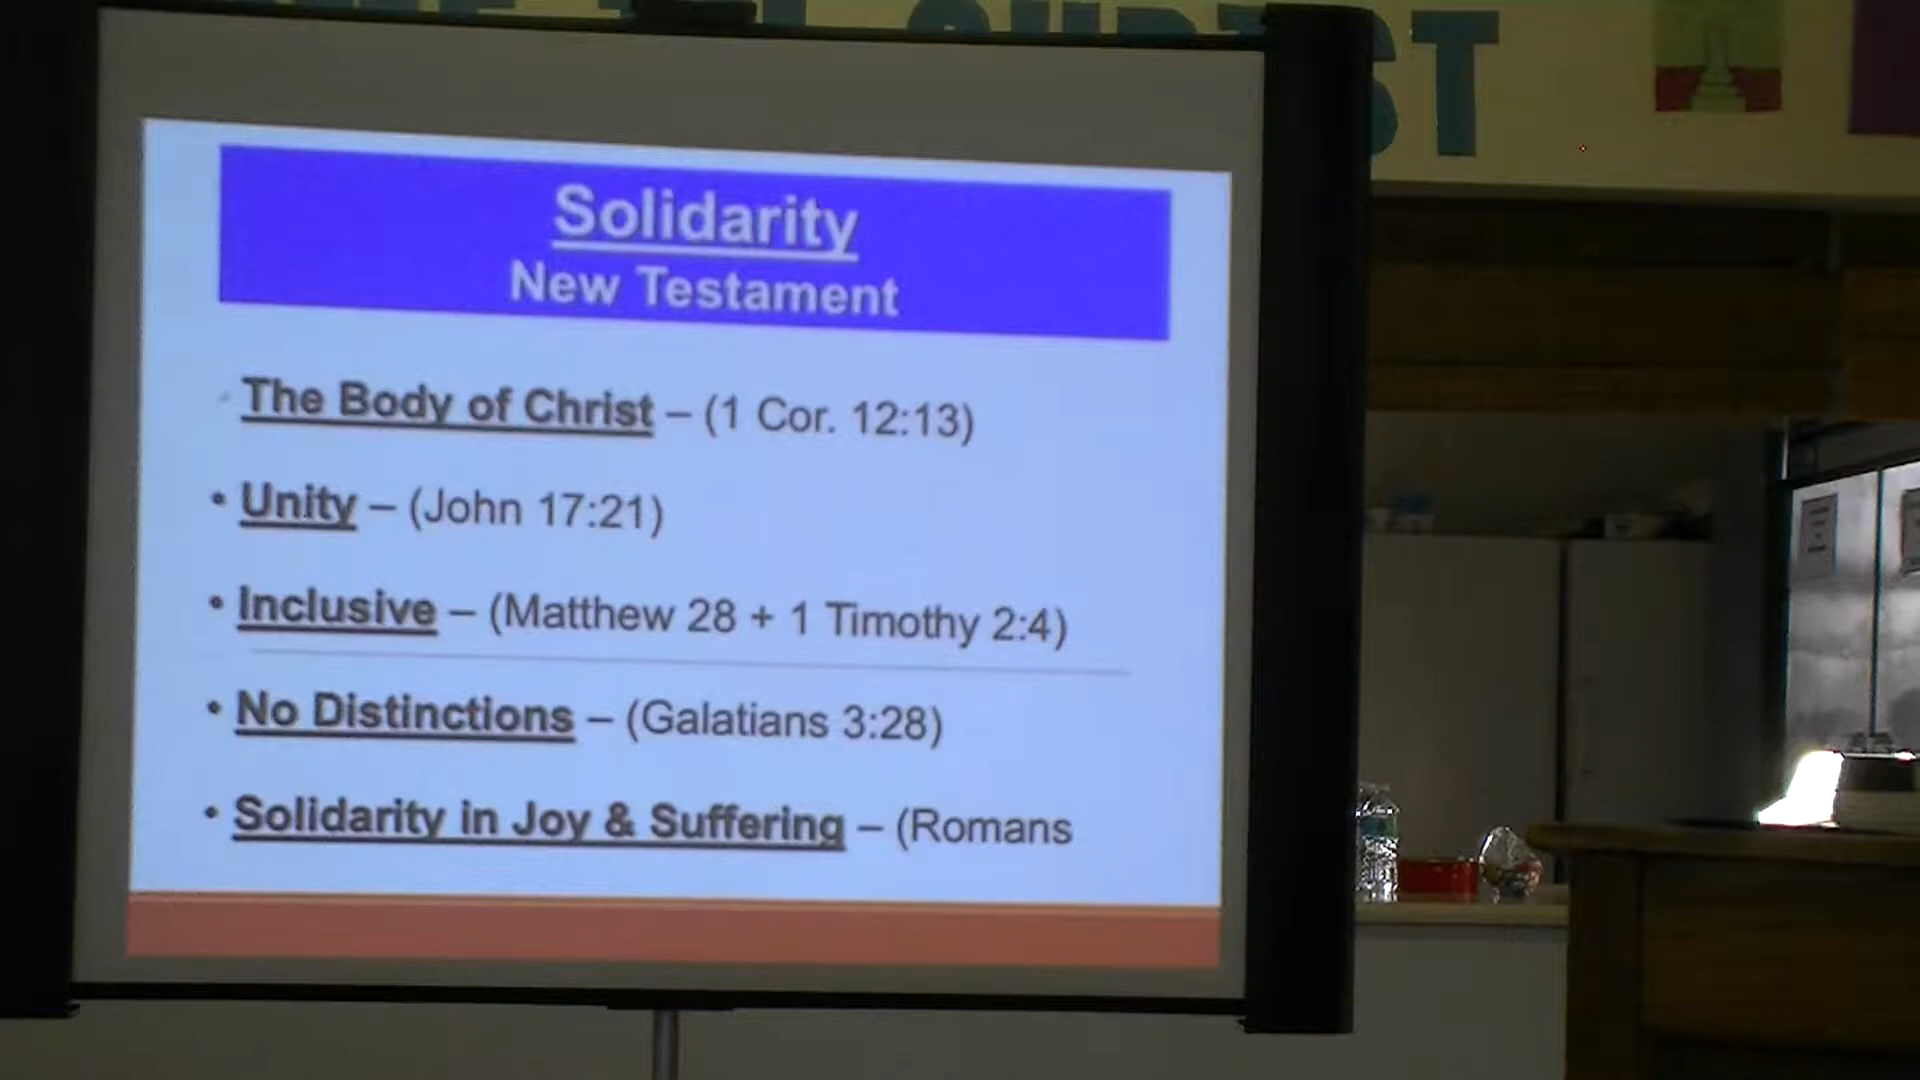 Solidarity
New Testament
The Body of Christ – (1 Cor. 12:13)
• Unity – (John 17:21)
• Inclusive – (Matthew 28 + 1 Timothy 2:4)
• No Distinctions – (Galatians 3:28)
• Solidarity in Joy & Suffering – (Romans